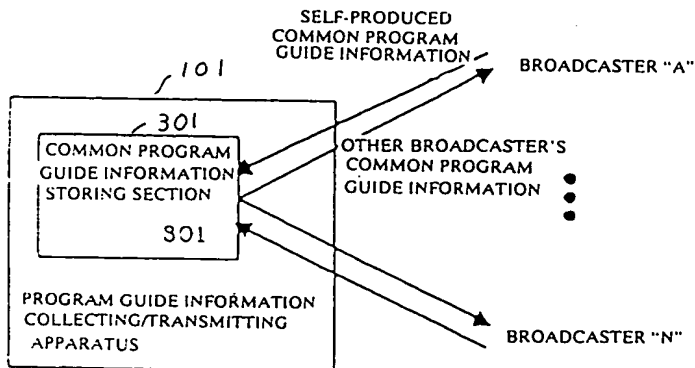 SELF-PRODUCED
COMMON PROGRAM
GUIDE INFORMATION
BROADCASTER "A"
101
301
COMMON PROGRAM
GUIDE INFORMATION
STORING SECTION
301
OTHER BROADCASTER'S
COMMON PROGRAM
GUIDE INFORMATION
PROGRAM GUIDE INFORMATION
COLLECTING/TRANSMITTING
APPARATUS
BROADCASTER "N"